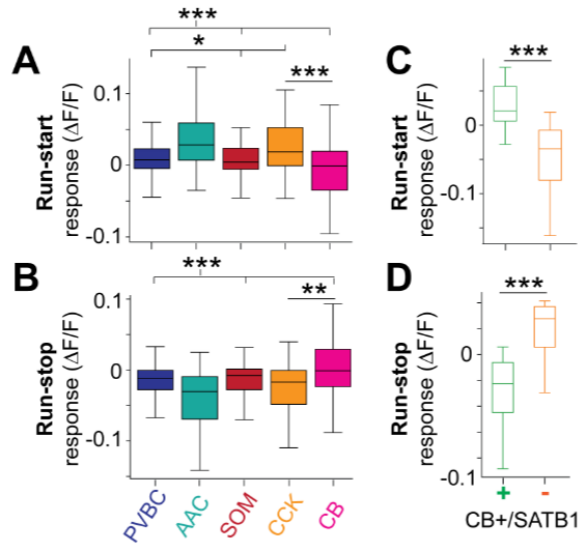 A
***
*
***
Run-start
response (ΔF/F)
0.1
0
-0.1
B
***
**
Run-stop
response (ΔF/F)
0.1
0
-0.1
PVBC
AAC
SOM
CCK
CB
C
***
Run-start
response (ΔF/F)
0
-0.1
D
***
Run-stop
response (ΔF/F)
0
-0.1
+
-
CB+/SATB1